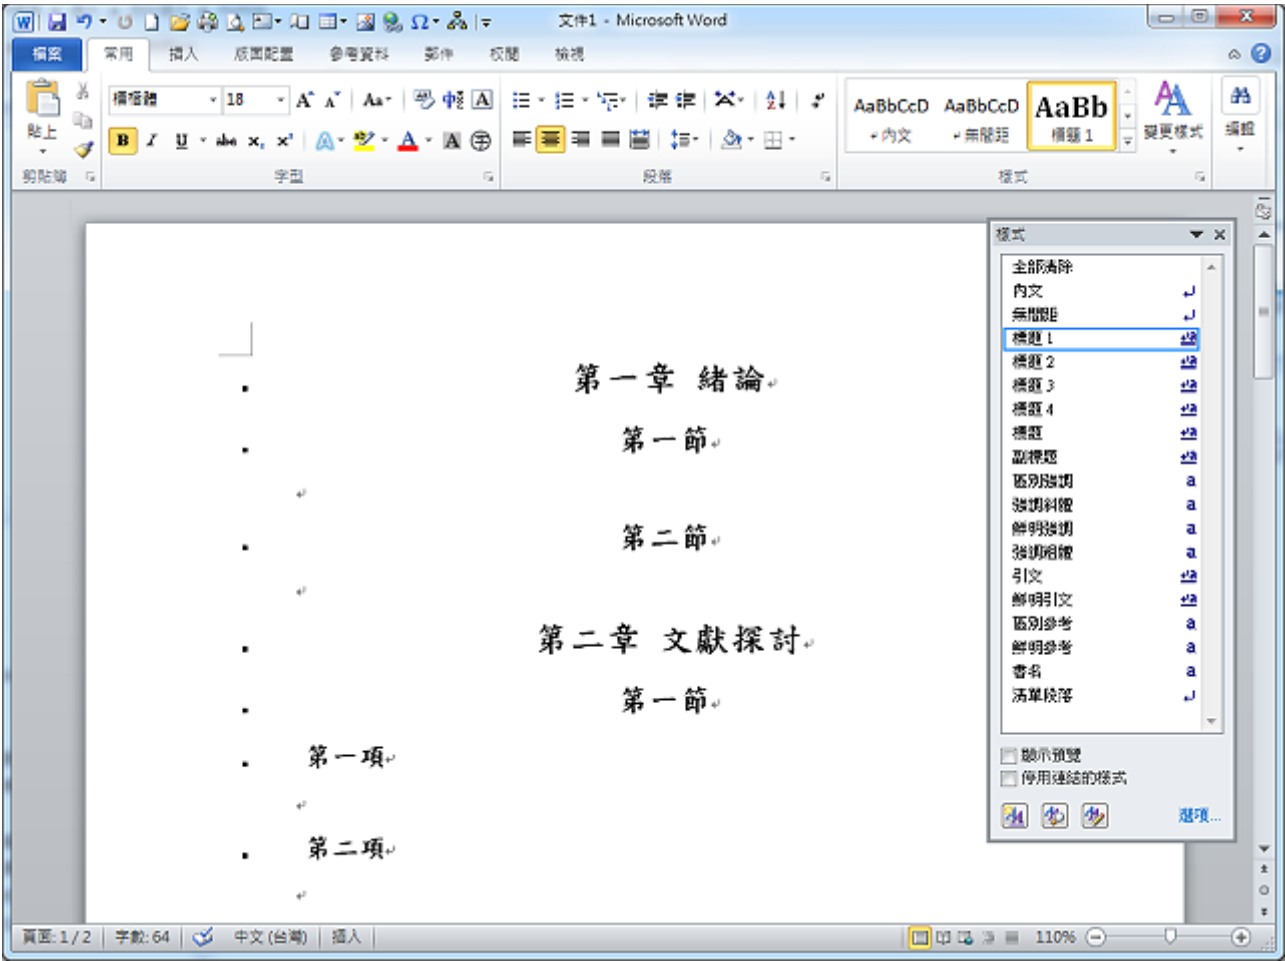 文件1 - Microsoft Word
檔案 常用 插入 版面配置 參考資料 郵件 校閱 檢視
標楷體 18 Aa AaBbCcD AaBbCcD AaBb
貼上 B I U abc x, x² A 內文 無間距 標題 1 變更樣式 編輯
剪貼簿 字型 段落 樣式
樣式
全部清除
內文
無間距
標題 1
標題 2
標題 3
標題 4
標題
副標題
區別強調
強調斜體
鮮明強調
強調粗體
引文
鮮明引文
區別參考
鮮明參考
書名
清單段落
顯示預覽
停用連結的樣式
選項...
第一章 緒論
第一節
第二節
第二章 文獻探討
第一節
第一項
第二項
頁面: 1/2 字數: 64 中文(台灣) 插入 110%